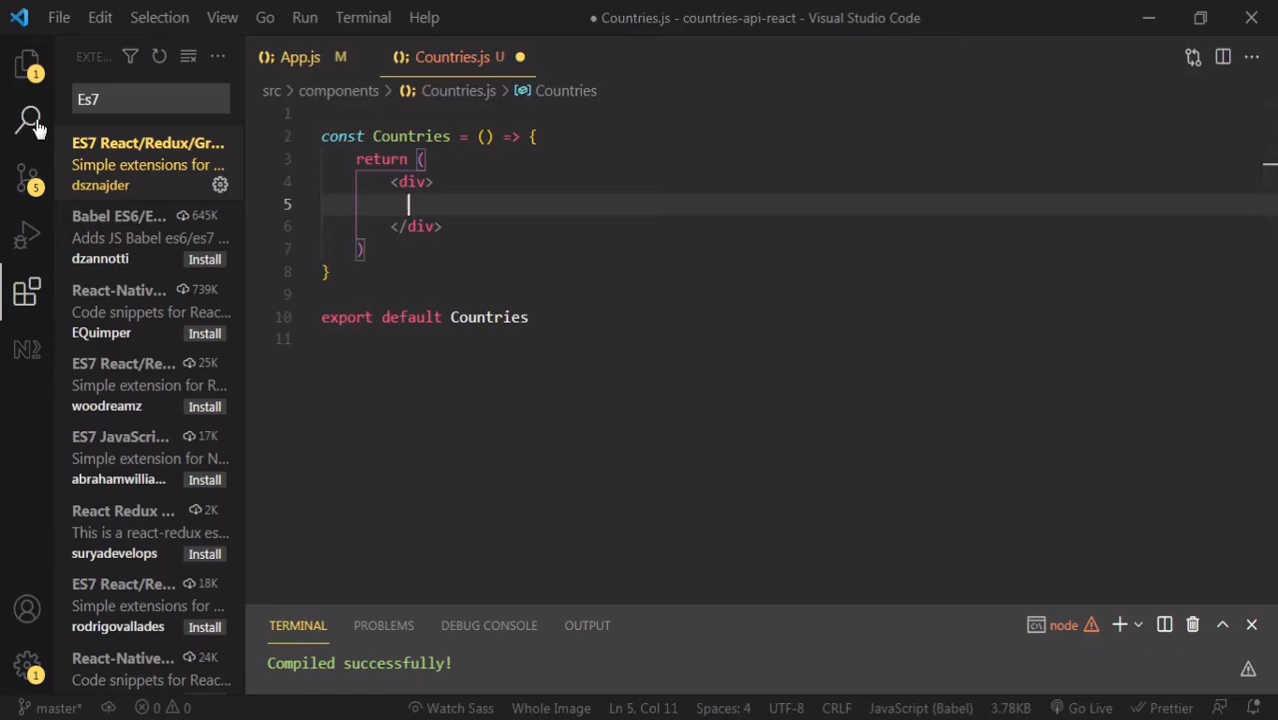 File Edit Selection View Go Run Terminal Help ● Countries.js - countries-api-react - Visual Studio Code
EXTE... App.js M Countries.js U
Es7
src > components > Countries.js > Countries
1
2 const Countries = () => {
3 return (
4 <div>
5
6 </div>
7 )
8 }
9
10 export default Countries
11
ES7 React/Redux/Gr...
Simple extensions for ...
dsznajder
Babel ES6/E... 645K
Adds JS Babel es6/es7 ...
dzannotti Install
React-Nativ... 739K
Code snippets for Reac...
EQuimper Install
ES7 React/Re... 25K
Simple extension for R...
woodreamz Install
ES7 JavaScri... 17K
Simple extension for N...
abrahamwillia... Install
React Redux ... 2K
This is a react-redux es...
suryadevelops Install
ES7 React/Re... 18K
Simple extensions for ...
rodrigovallades Install
React-Native... 24K
Code snippets for Reac...
1
5
1
TERMINAL PROBLEMS DEBUG CONSOLE OUTPUT node
Compiled successfully!
master* 0 0 Watch Sass Whole Image Ln 5, Col 11 Spaces: 4 UTF-8 CRLF JavaScript (Babel) 3.78KB Go Live Prettier